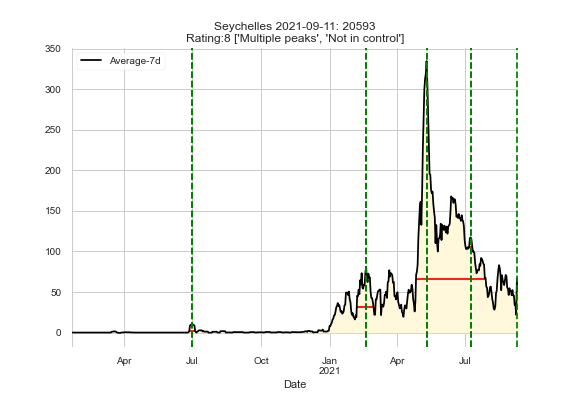 Seychelles 2021-09-11: 20593
Rating:8 ['Multiple peaks', 'Not in control']
350
Average-7d
300
250
200
150
100
50
0
Apr
Jul
Oct
Jan
2021
Apr
Jul
Date